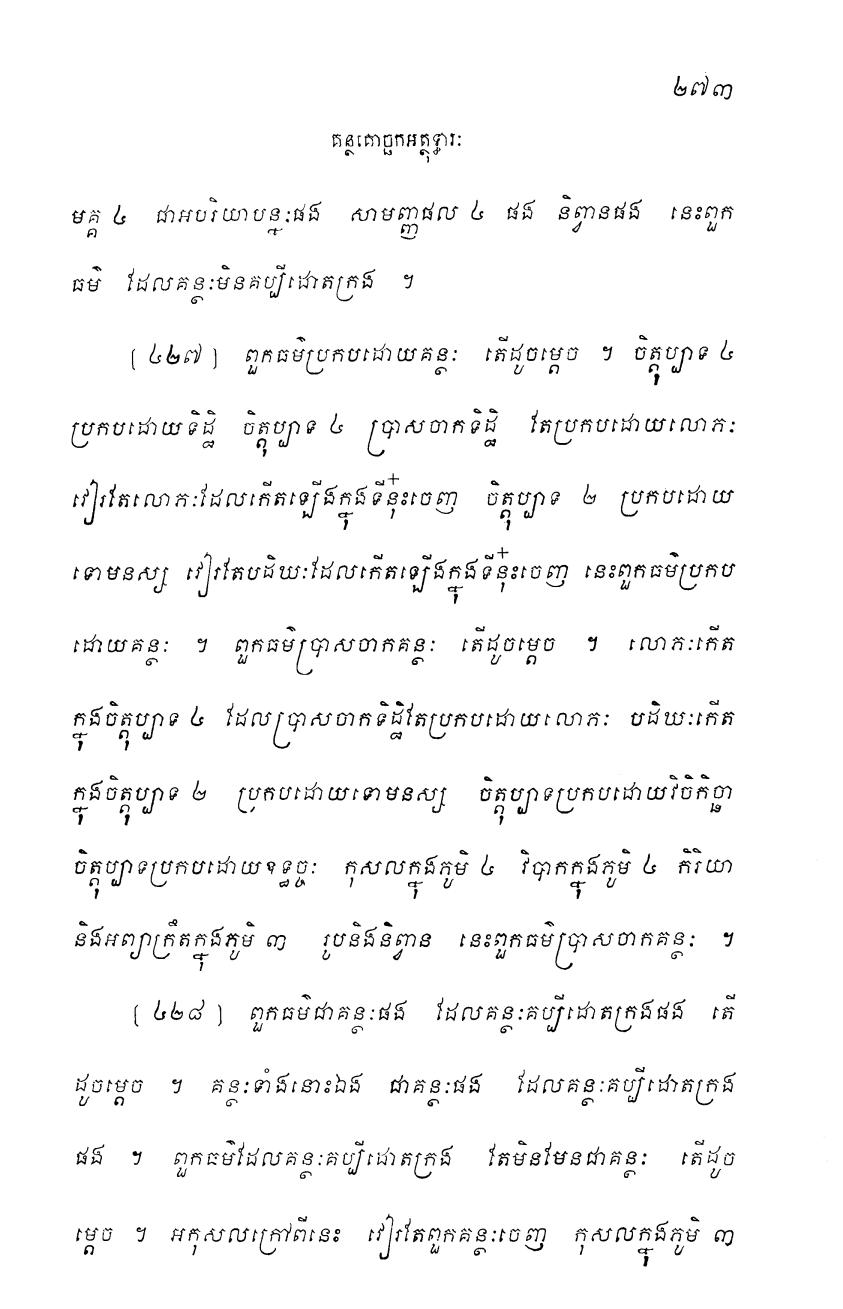 ២៧៣
គន្ថគោច្ឆកអត្ថុទ្ធារៈ
មគ្គ ៤ ជាអបរិយាបន្នៈផង សាមញ្ញផល ៤ ផង និព្វានផង នេះពួក
ធម៌ ដែលគន្ថៈមិនគប្បីដោតក្រង ។
[ ៤២៧ ] ពួកធម៌ប្រកបដោយគន្ថៈ តើដូចម្ដេច ។ ចិត្តុប្បាទ ៤
ប្រកបដោយទិដ្ឋិ ចិត្តុប្បាទ ៤ ប្រាសចាកទិដ្ឋិ តែប្រកបដោយលោភៈ
វៀរតែលោភៈដែលកើតឡើងក្នុងទីនុ៎ះចេញ ចិត្តុប្បាទ ២ ប្រកបដោយ
ទោមនស្ស វៀរតែបដិឃៈដែលកើតឡើងក្នុងទីនុ៎ះចេញ នេះពួកធម៌ប្រកប
ដោយគន្ថៈ ។ ពួកធម៌ប្រាសចាកគន្ថៈ តើដូចម្ដេច ។ លោភៈកើត
ក្នុងចិត្តុប្បាទ ៤ ដែលប្រាសចាកទិដ្ឋិតែប្រកបដោយលោភៈ បដិឃៈកើត
ក្នុងចិត្តុប្បាទ ២ ប្រកបដោយទោមនស្ស ចិត្តុប្បាទប្រកបដោយវិចិកិច្ឆា
ចិត្តុប្បាទប្រកបដោយឧទ្ធច្ចៈ កុសលក្នុងភូមិ ៤ វិបាកក្នុងភូមិ ៤ កិរិយា
និងអព្យាក្រឹតក្នុងភូមិ ៣ រូបនិងនិព្វាន នេះពួកធម៌ប្រាសចាកគន្ថៈ ។
[ ៤២៨ ] ពួកធម៌ជាគន្ថៈផង ដែលគន្ថៈគប្បីដោតក្រងផង តើ
ដូចម្ដេច ។ គន្ថៈទាំងនោះឯង ជាគន្ថៈផង ដែលគន្ថៈគប្បីដោតក្រង
ផង ។ ពួកធម៌ដែលគន្ថៈគប្បីដោតក្រង តែមិនមែនជាគន្ថៈ តើដូច
ម្ដេច ។ អកុសលក្រៅពីនេះ វៀរតែពួកគន្ថៈចេញ កុសលក្នុងភូមិ ៣